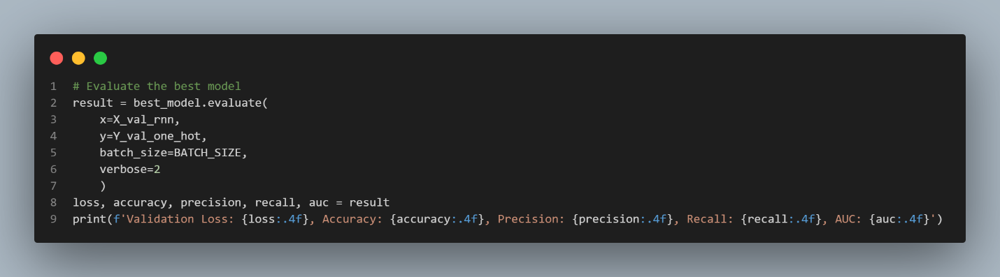 1 # Evaluate the best model
2 result = best_model.evaluate(
3     x=X_val_rnn,
4     y=Y_val_one_hot,
5     batch_size=BATCH_SIZE,
6     verbose=2
7     )
8 loss, accuracy, precision, recall, auc = result
9 print(f'Validation Loss: {loss:.4f}, Accuracy: {accuracy:.4f}, Precision: {precision:.4f}, Recall: {recall:.4f}, AUC: {auc:.4f}')